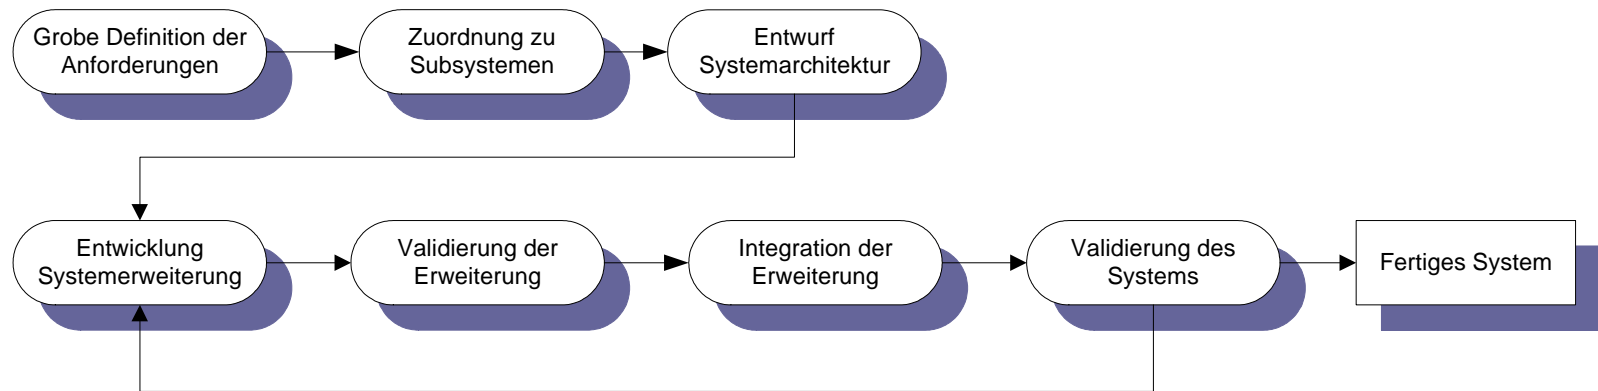 Grobe Definition der
Anforderungen
Zuordnung zu
Subsystemen
Entwurf
Systemarchitektur
Entwicklung
Systemerweiterung
Validierung der
Erweiterung
Integration der
Erweiterung
Validierung des
Systems
Fertiges System